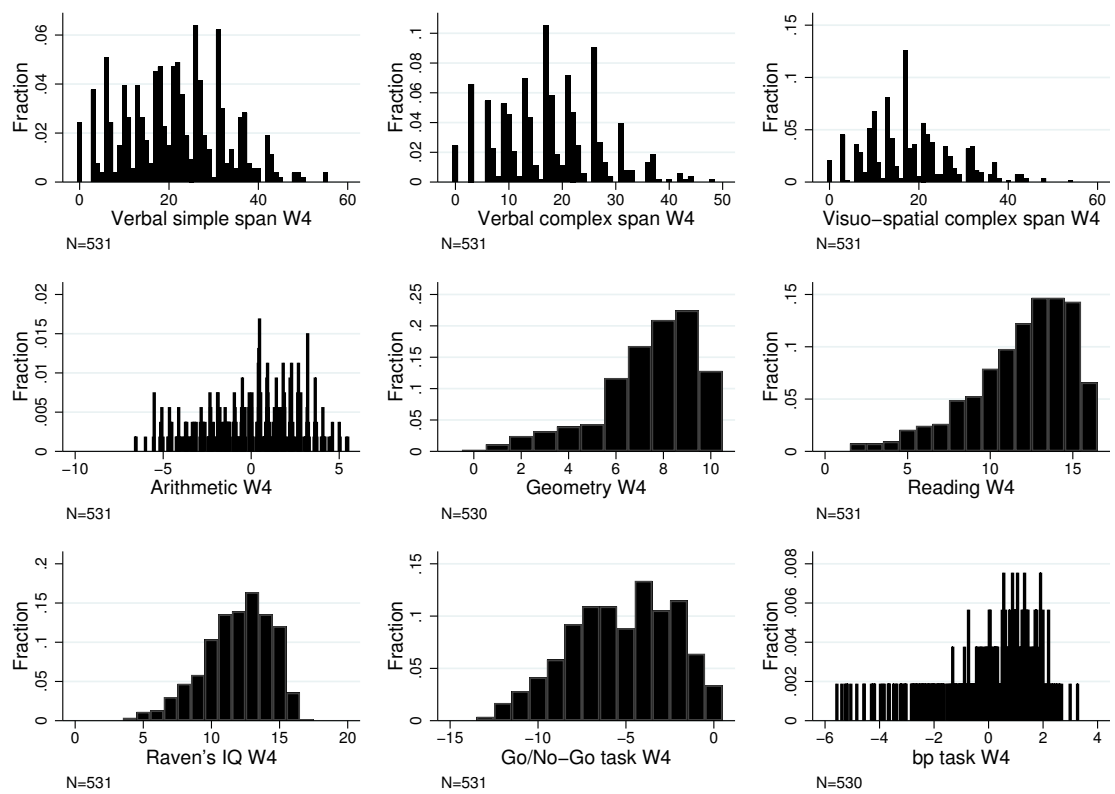 Fraction
0 .02 .04 .06
0 20 40 60
Verbal simple span W4
N=531
Fraction
0 .02 .04 .06 .08 .1
0 10 20 30 40 50
Verbal complex span W4
N=531
Fraction
0 .05 .1 .15
0 20 40 60
Visuo−spatial complex span W4
N=531
Fraction
0 .005 .01 .015 .02
−10 −5 0 5
Arithmetic W4
N=531
Fraction
0 .05 .1 .15 .2 .25
0 2 4 6 8 10
Geometry W4
N=530
Fraction
0 .05 .1 .15
0 5 10 15
Reading W4
N=531
Fraction
0 .05 .1 .15 .2
0 5 10 15 20
Raven's IQ W4
N=531
Fraction
0 .05 .1 .15
−15 −10 −5 0
Go/No−Go task W4
N=531
Fraction
0 .002 .004 .006 .008
−6 −4 −2 0 2 4
bp task W4
N=530